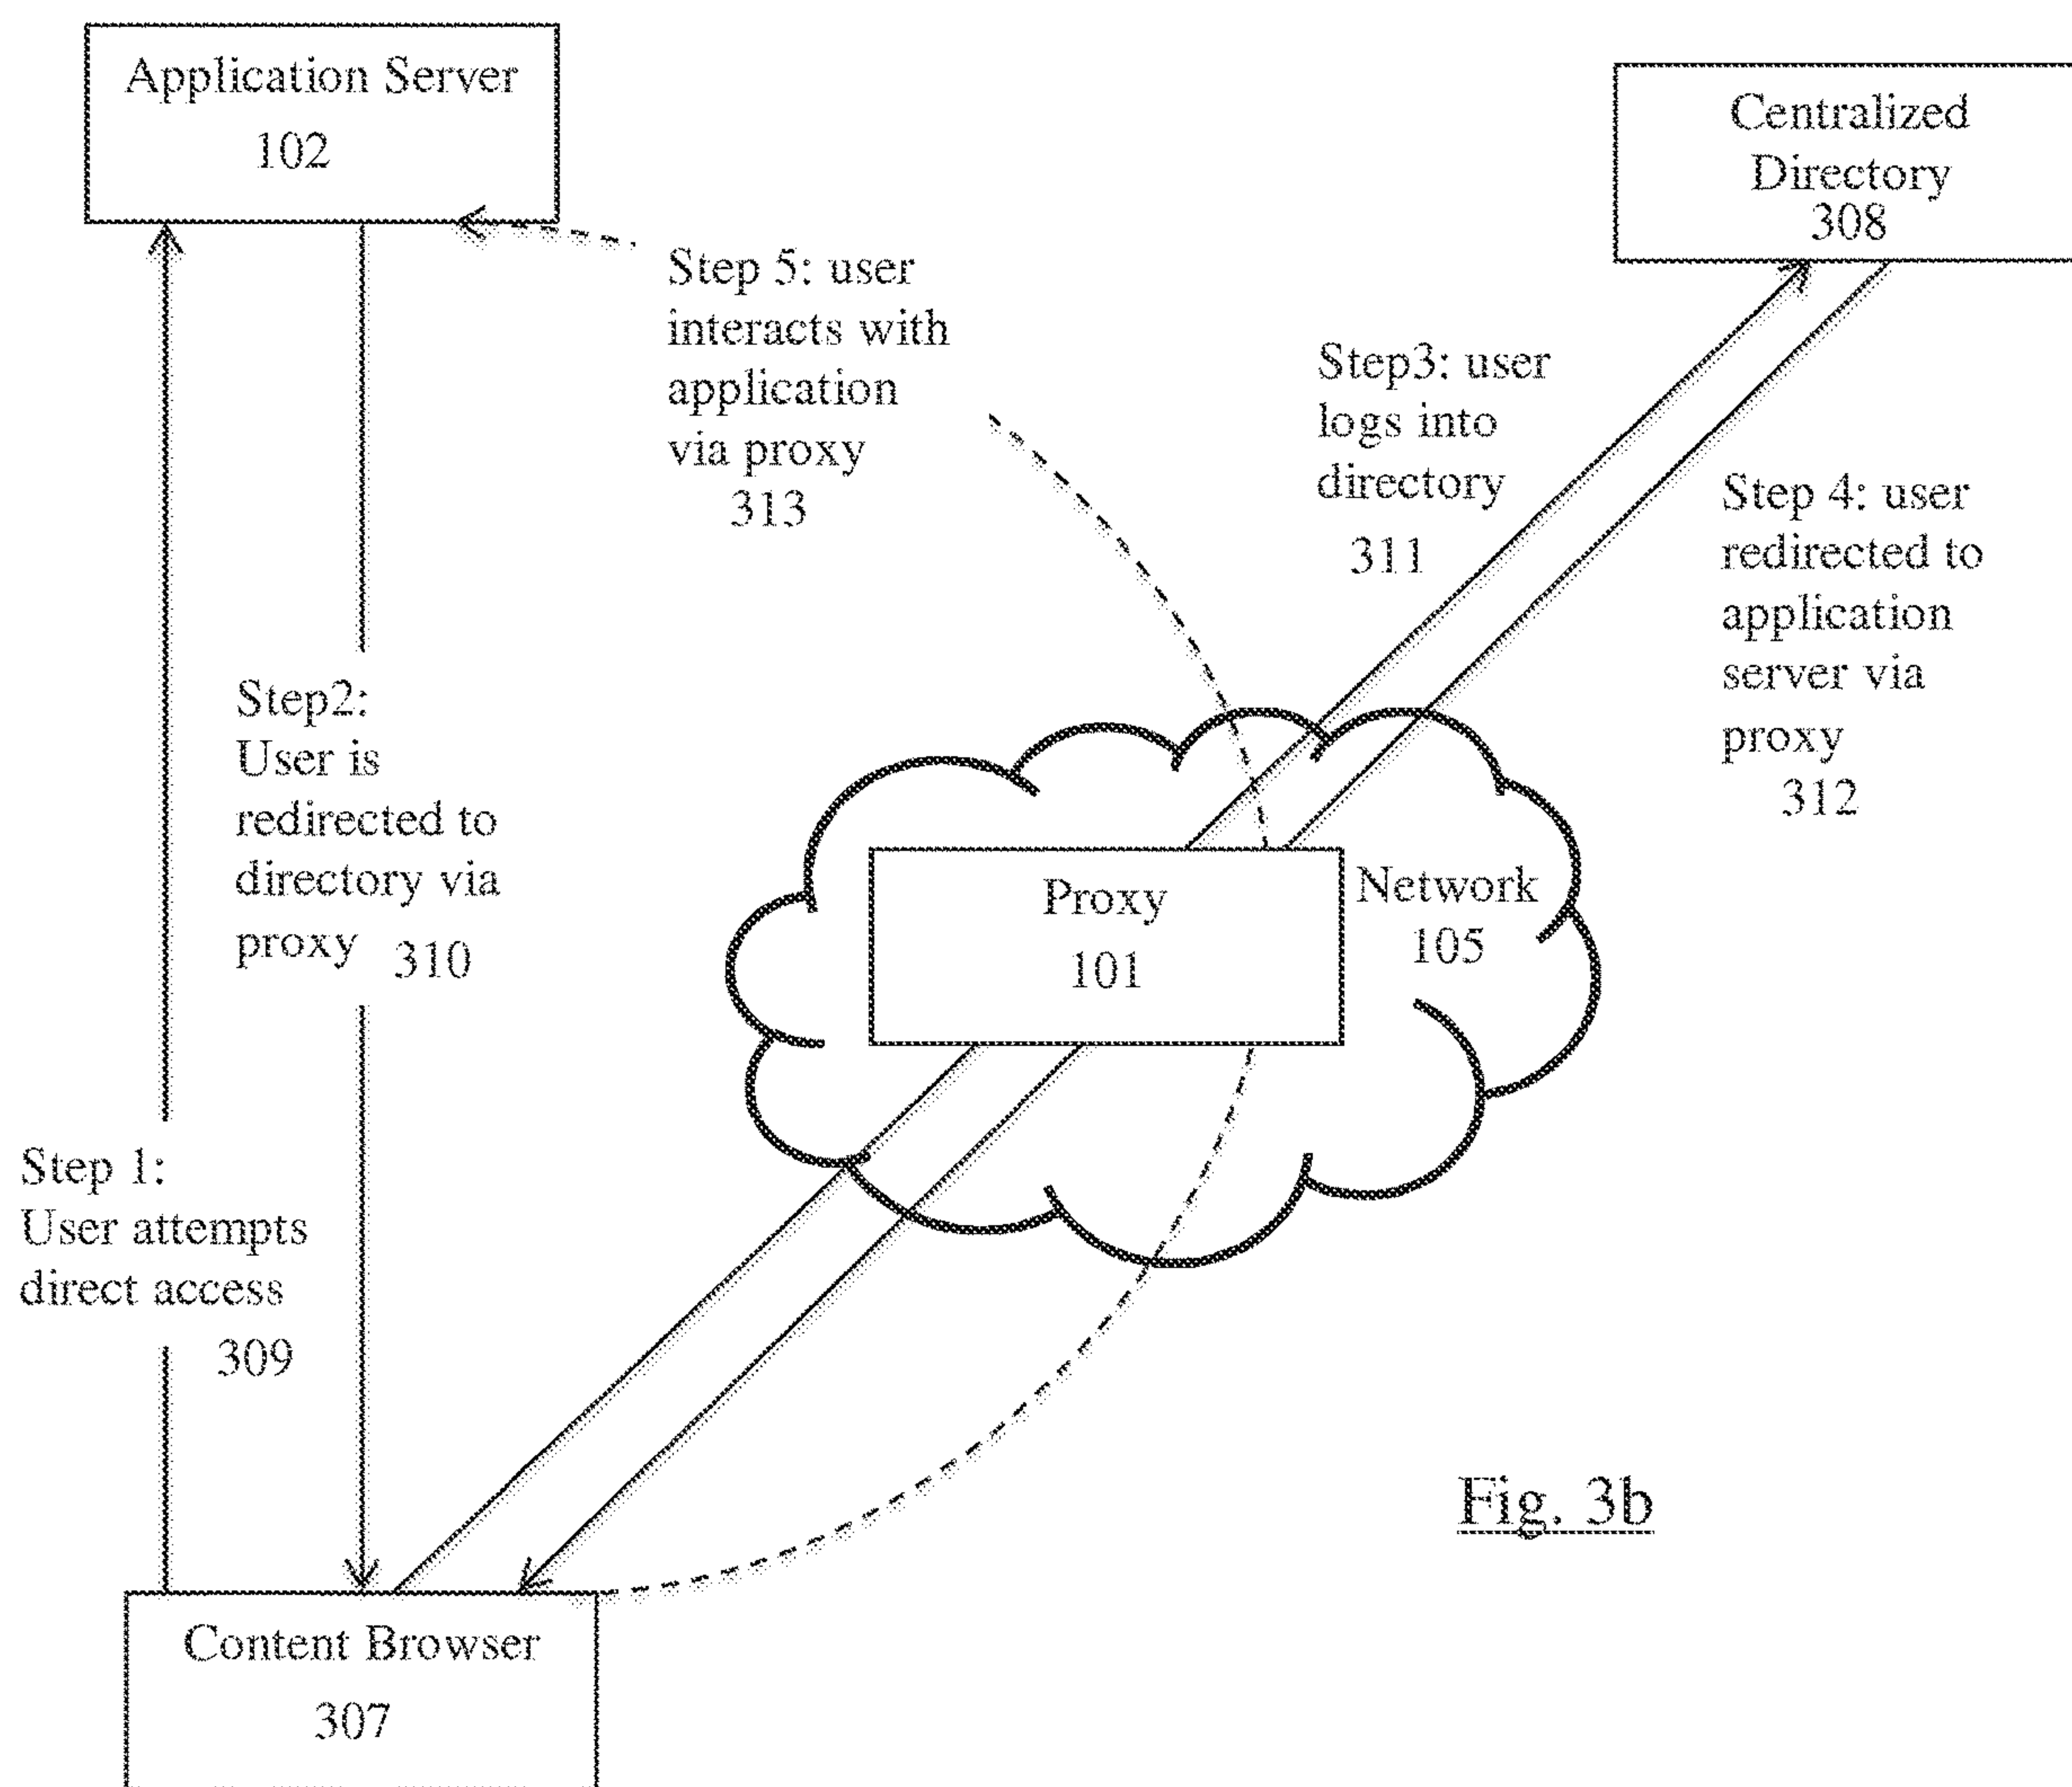 Application Server
102
Centralized
Directory
308
Step 5: user
interacts with
application
via proxy
313
Step3: user
logs into
directory
311
Step 4: user
redirected to
application
server via
proxy
312
Step2:
User is
redirected to
directory via
proxy 310
Proxy
101
Network
105
Step 1:
User attempts
direct access
309
Fig. 3b
Content Browser
307